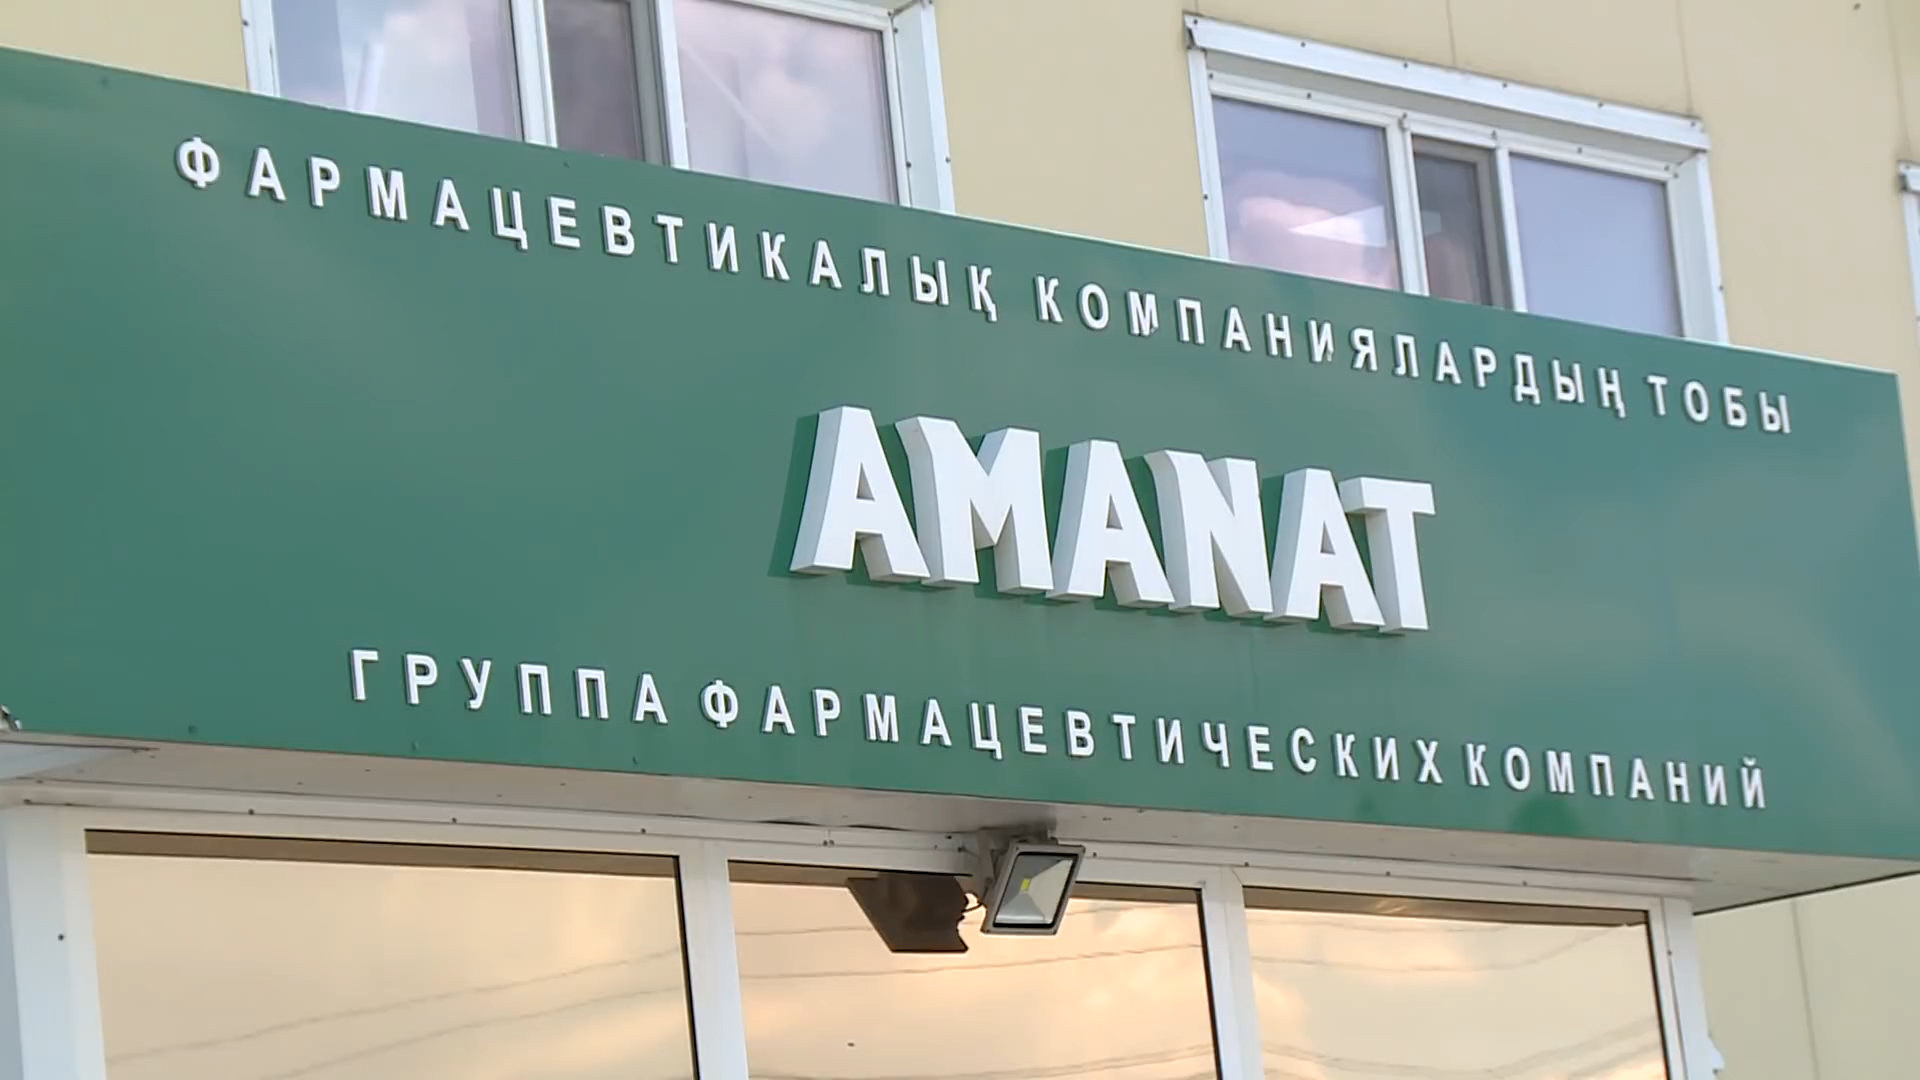 ФАРМАЦЕВТИКАЛЫҚ КОМПАНИЯЛАРДЫҢ ТОБЫ
AMANAT
ГРУППА ФАРМАЦЕВТИЧЕСКИХ КОМПАНИЙ